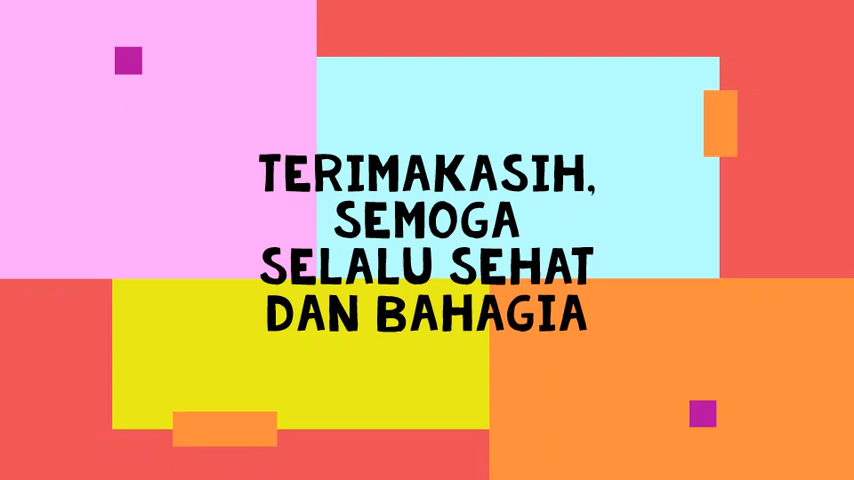 TERIMAKASIH,
SEMOGA
SELALU SEHAT
DAN BAHAGIA